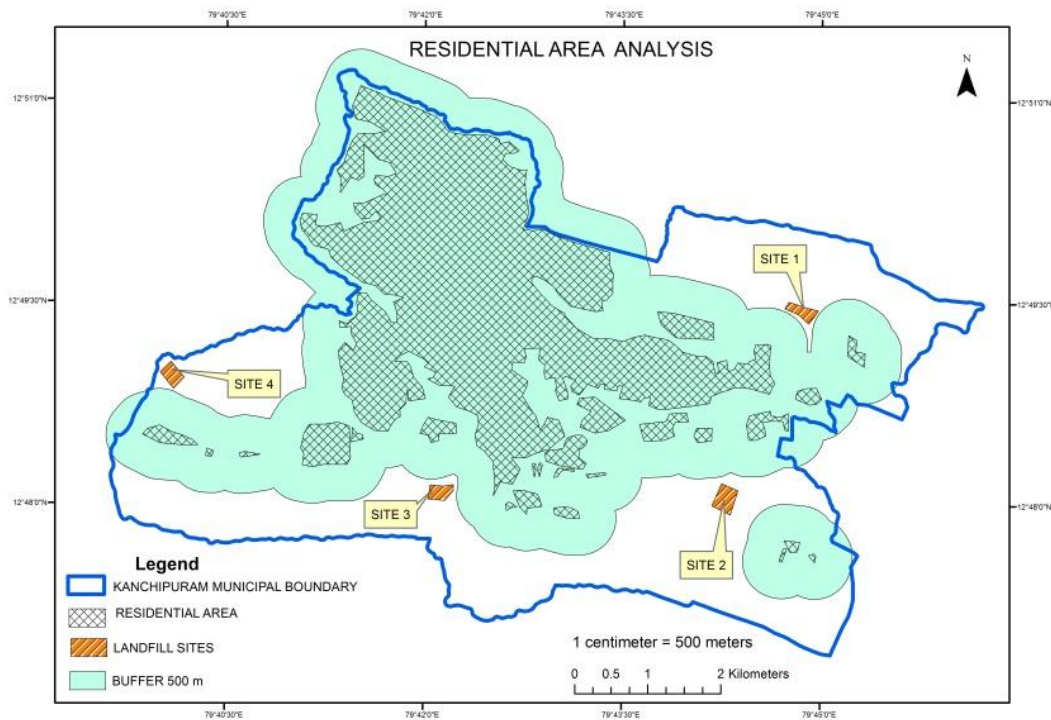 79°40'30"E 79°42'0"E 79°43'30"E 79°45'0"E
RESIDENTIAL AREA ANALYSIS
N
12°51'0"N 12°51'0"N
SITE 1
12°49'30"N 12°49'30"N
SITE 4
12°48'0"N 12°48'0"N
SITE 3
SITE 2
Legend
KANCHIPURAM MUNICIPAL BOUNDARY
RESIDENTIAL AREA
LANDFILL SITES
BUFFER 500 m
1 centimeter = 500 meters
0 0.5 1 2 Kilometers
79°40'30"E 79°42'0"E 79°43'30"E 79°45'0"E